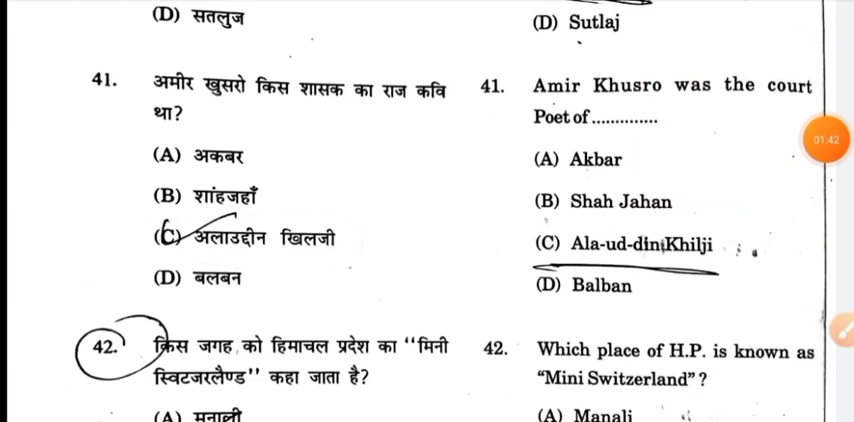 (D) सतलुज
41. अमीर खुसरो किस शासक का राज कवि
था?
(A) अकबर
(B) शांहजहाँ
(C) अलाउद्दीन खिलजी
(D) बलबन
42. किस जगह को हिमाचल प्रदेश का ‘‘मिनी
स्विटजरलैण्ड’’ कहा जाता है?
(A) मनाली
(D) Sutlaj
41. Amir Khusro was the court
Poet of ..............
(A) Akbar
(B) Shah Jahan
(C) Ala-ud-din Khilji
(D) Balban
42. Which place of H.P. is known as
“Mini Switzerland” ?
(A) Manali
01:42